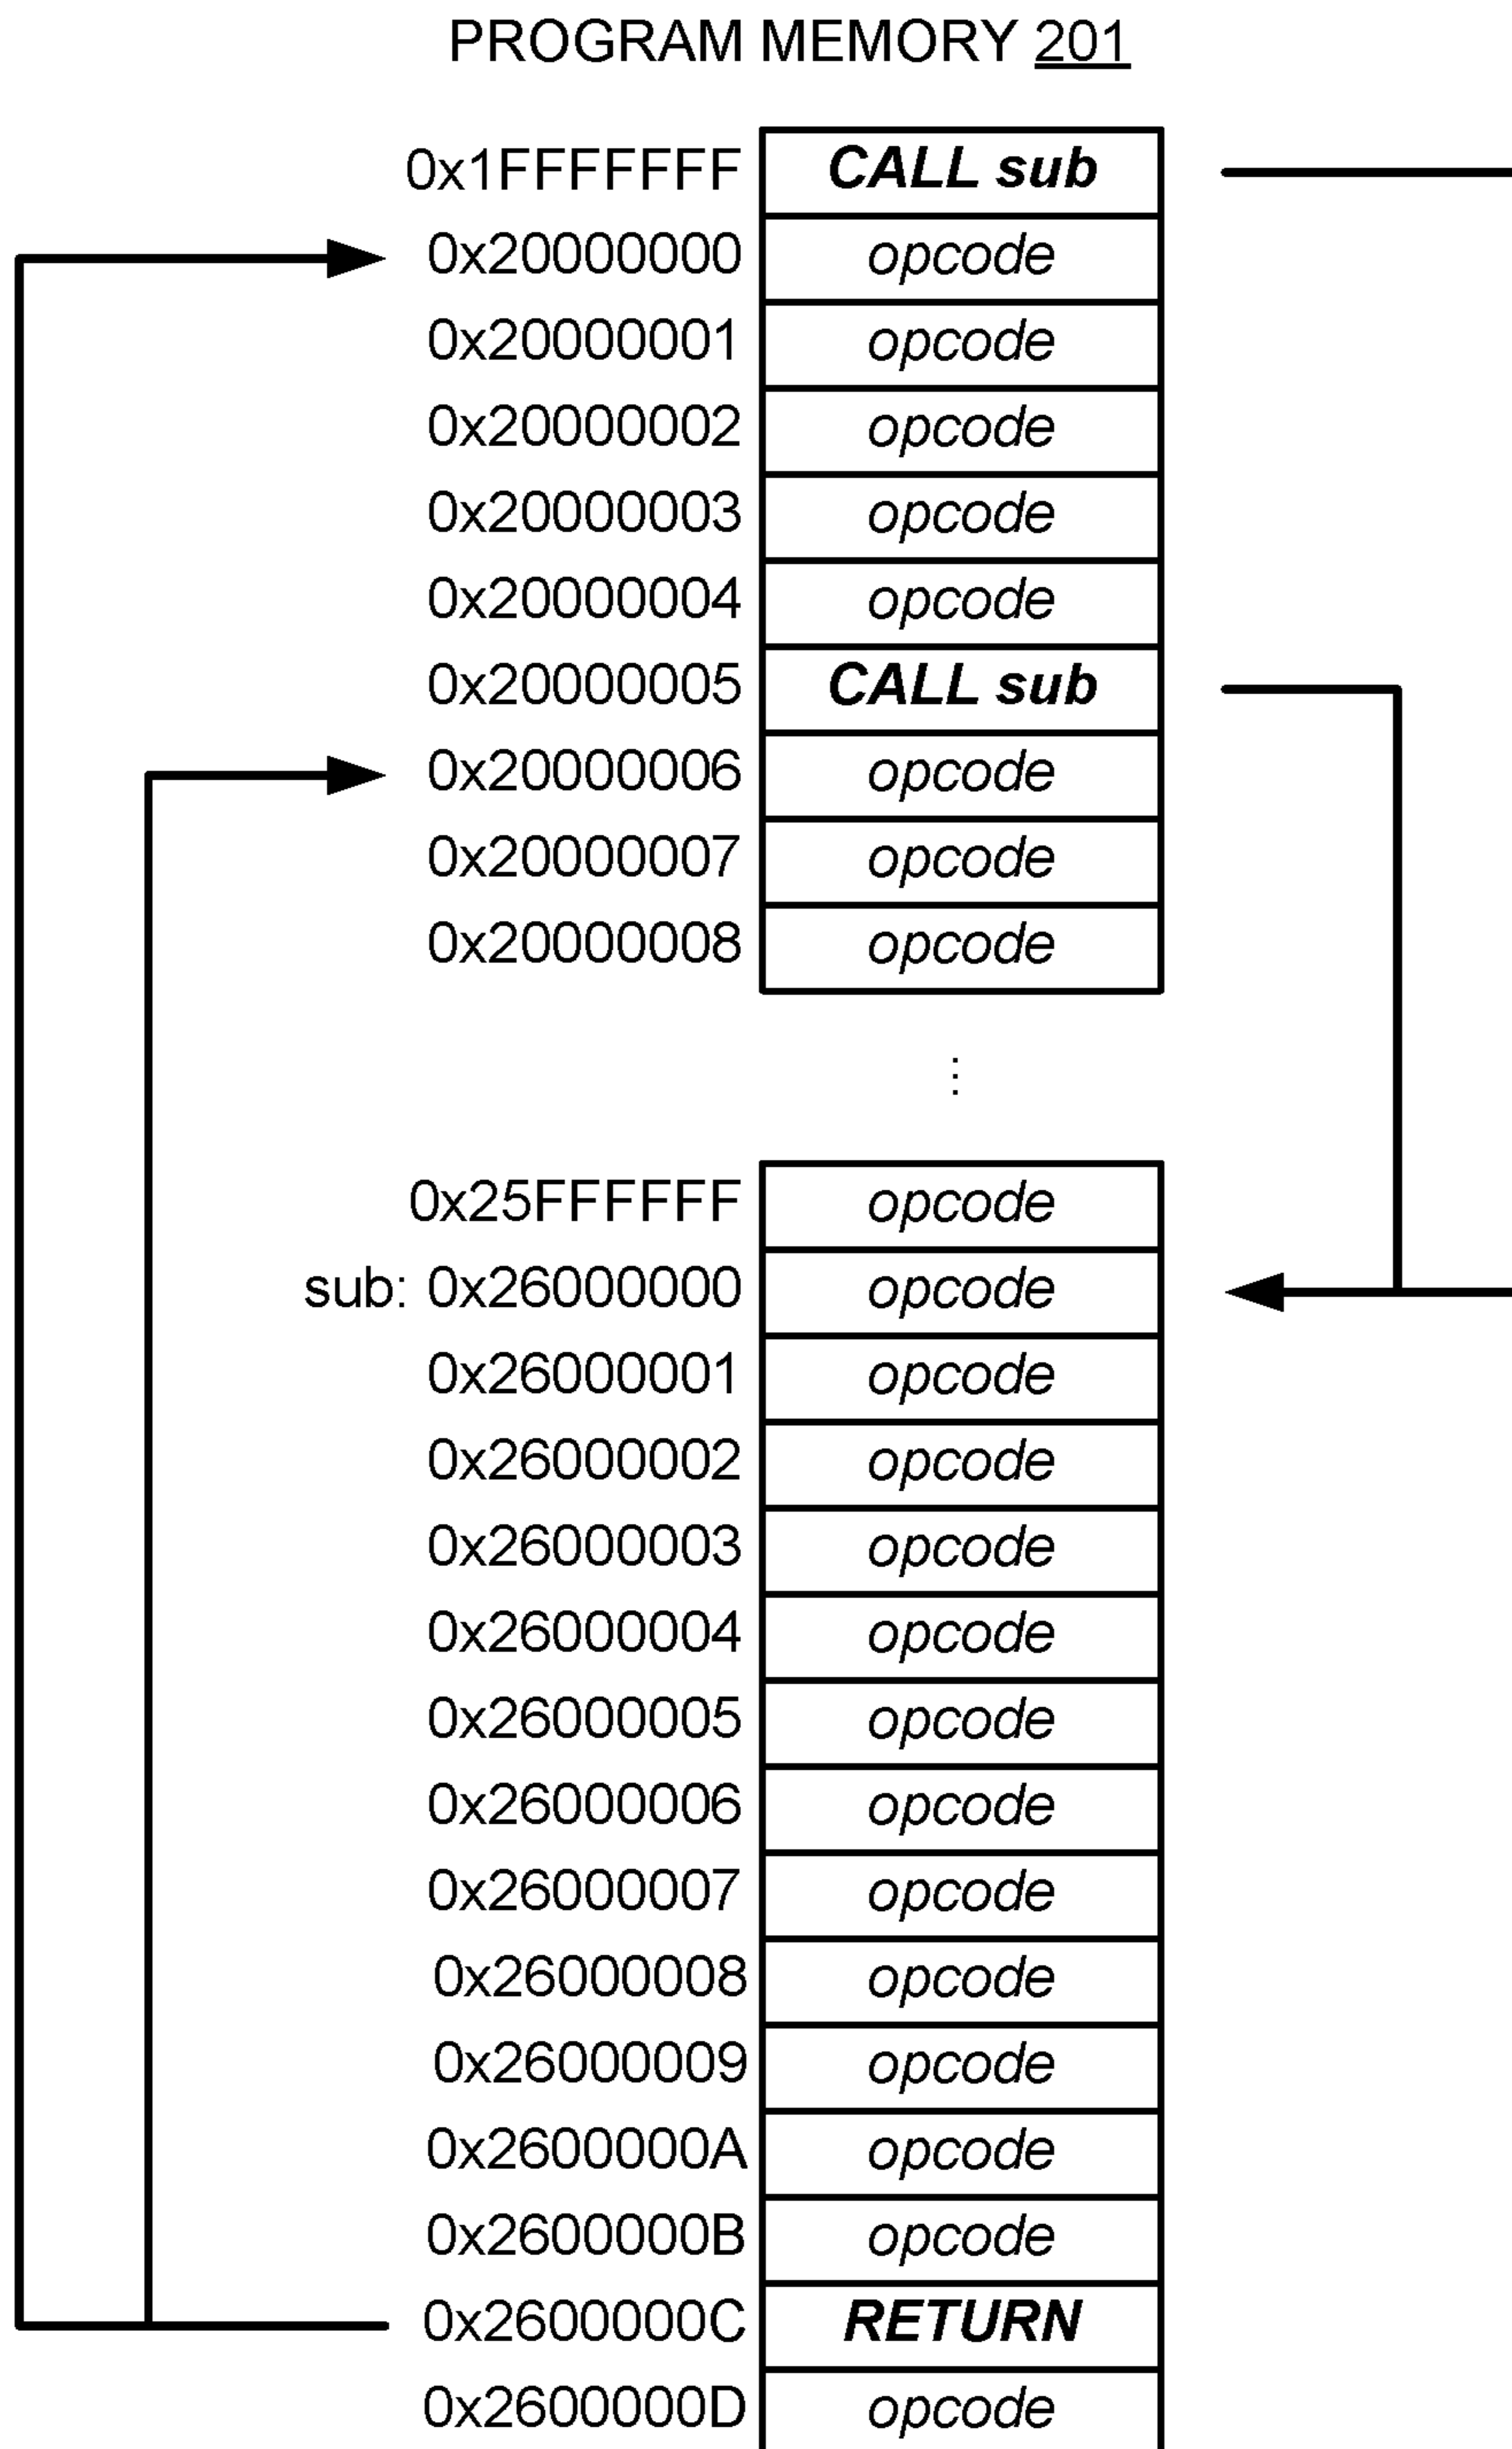 PROGRAM MEMORY 201
0x1FFFFFFF CALL sub
0x20000000 opcode
0x20000001 opcode
0x20000002 opcode
0x20000003 opcode
0x20000004 opcode
0x20000005 CALL sub
0x20000006 opcode
0x20000007 opcode
0x20000008 opcode
⋮
0x25FFFFFF opcode
sub: 0x26000000 opcode
0x26000001 opcode
0x26000002 opcode
0x26000003 opcode
0x26000004 opcode
0x26000005 opcode
0x26000006 opcode
0x26000007 opcode
0x26000008 opcode
0x26000009 opcode
0x2600000A opcode
0x2600000B opcode
0x2600000C RETURN
0x2600000D opcode